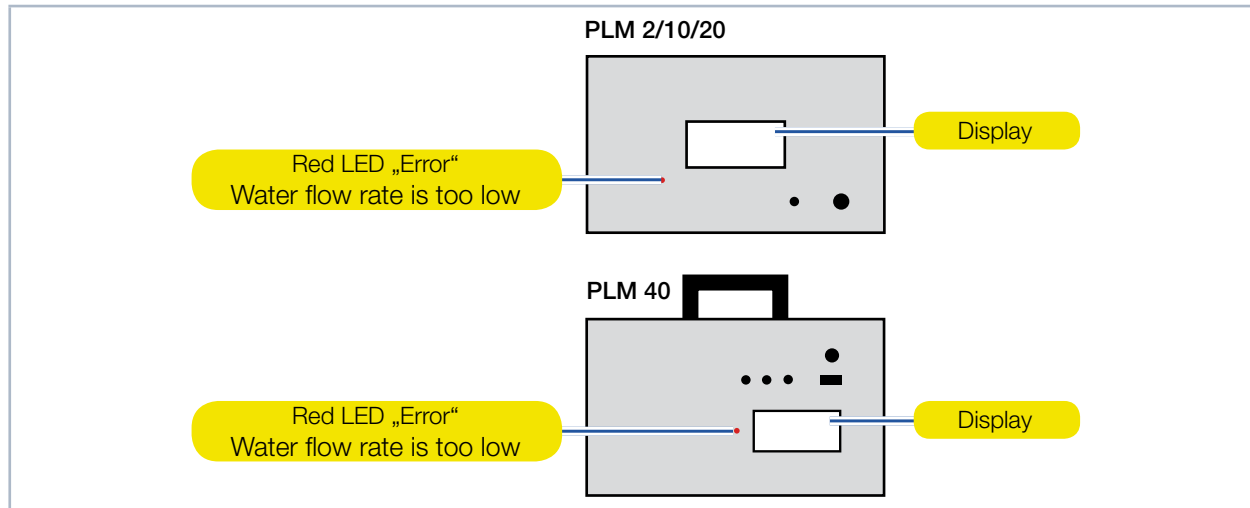 PLM 2/10/20
Display
Red LED „Error“
Water flow rate is too low
PLM 40
Red LED „Error“
Water flow rate is too low
Display